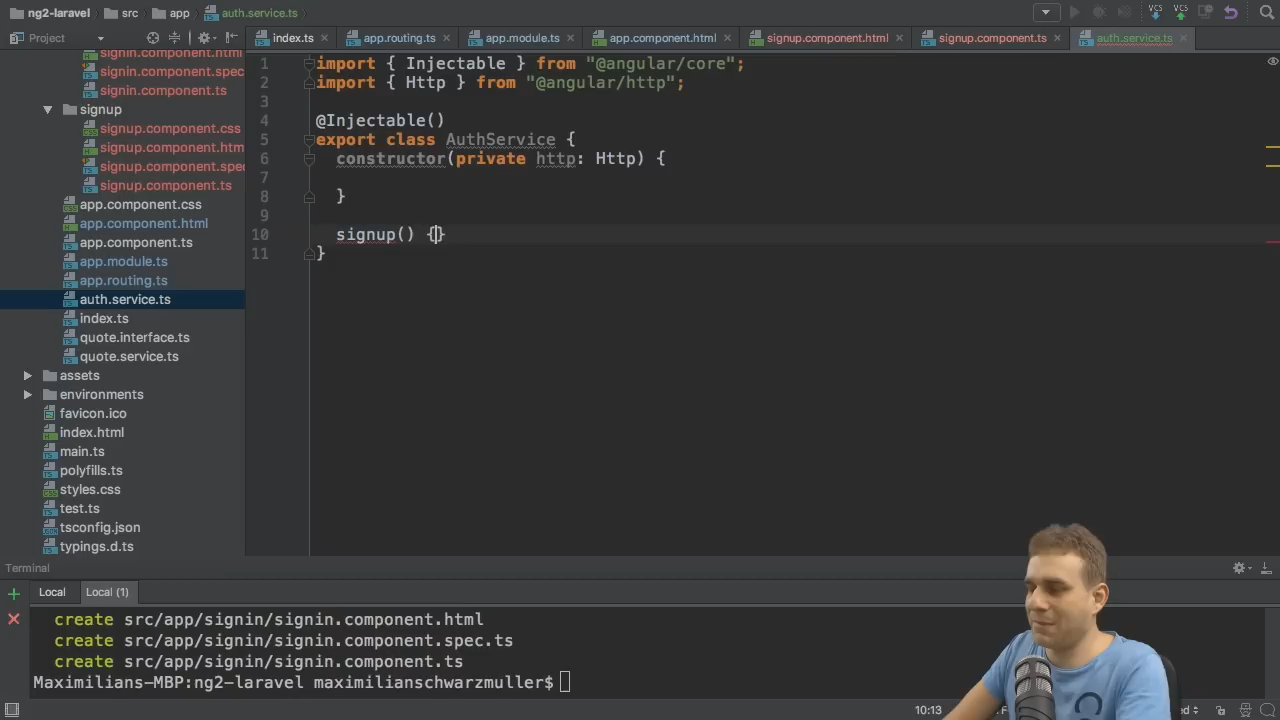 ng2-laravel src app auth.service.ts
Project
index.ts app.routing.ts app.module.ts app.component.html signup.component.html signup.component.ts auth.service.ts
signin.component.html
signin.component.spec
signin.component.ts
signup
signup.component.css
signup.component.htm
signup.component.spe
signup.component.ts
app.component.css
app.component.html
app.component.ts
app.module.ts
app.routing.ts
auth.service.ts
index.ts
quote.interface.ts
quote.service.ts
assets
environments
favicon.ico
index.html
main.ts
polyfills.ts
styles.css
test.ts
tsconfig.json
typings.d.ts
1 import { Injectable } from "@angular/core";
2 import { Http } from "@angular/http";
3
4 @Injectable()
5 export class AuthService {
6 constructor(private http: Http) {
7
8 }
9
10 signup() {}
11 }
Terminal
Local Local (1)
create src/app/signin/signin.component.html
create src/app/signin/signin.component.spec.ts
create src/app/signin/signin.component.ts
Maximilians-MBP:ng2-laravel maximilianschwarzmuller$
10:13